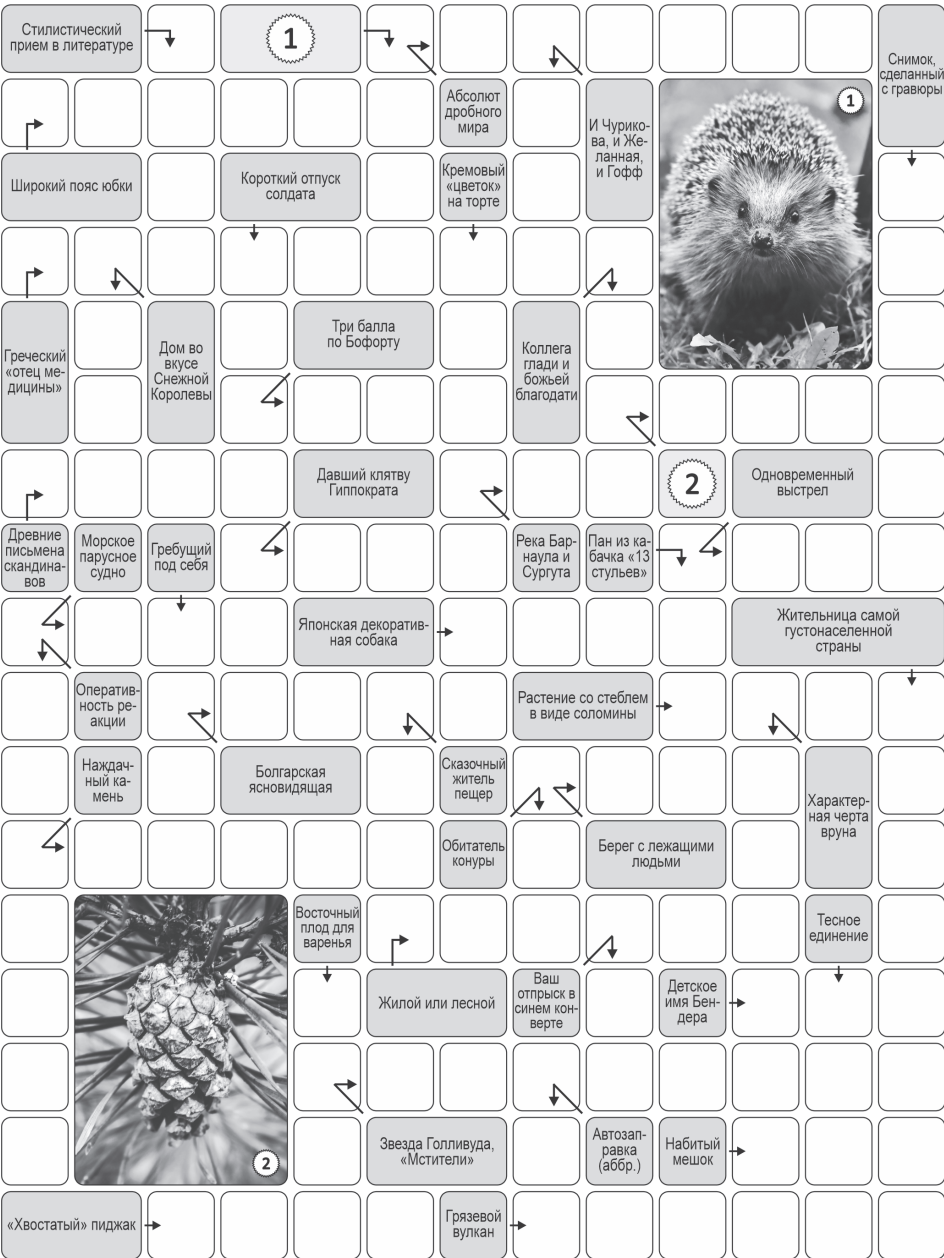 Стилистический
прием в литературе
1
Снимок,
сделанный
с гравюры
Абсолют
дробного
мира
И Чурико-
ва, и Же-
ланная,
и Гофф
1
Широкий пояс юбки
Короткий отпуск
солдата
Кремовый
«цветок»
на торте
Греческий
«отец ме-
дицины»
Дом во
вкусе
Снежной
Королевы
Три балла
по Бофорту
Коллега
глади и
божьей
благодати
Давший клятву
Гиппократа
2
Одновременный
выстрел
Древние
письмена
скандина-
вов
Морское
парусное
судно
Гребущий
под себя
Река Бар-
наула и
Сургута
Пан из ка-
бачка «13
стульев»
Японская декоратив-
ная собака
Жительница самой
густонаселенной
страны
Оператив-
ность ре-
акции
Растение со стеблем
в виде соломины
Наждач-
ный ка-
мень
Болгарская
ясновидящая
Сказочный
житель
пещер
Характер-
ная черта
вруна
Обитатель
конуры
Берег с лежащими
людьми
Восточный
плод для
варенья
Тесное
единение
Жилой или лесной
Ваш
отпрыск в
синем кон-
верте
Детское
имя Бен-
дера
2
Звезда Голливуда,
«Мстители»
Автозап-
равка
(аббр.)
Набитый
мешок
«Хвостатый» пиджак
Грязевой
вулкан